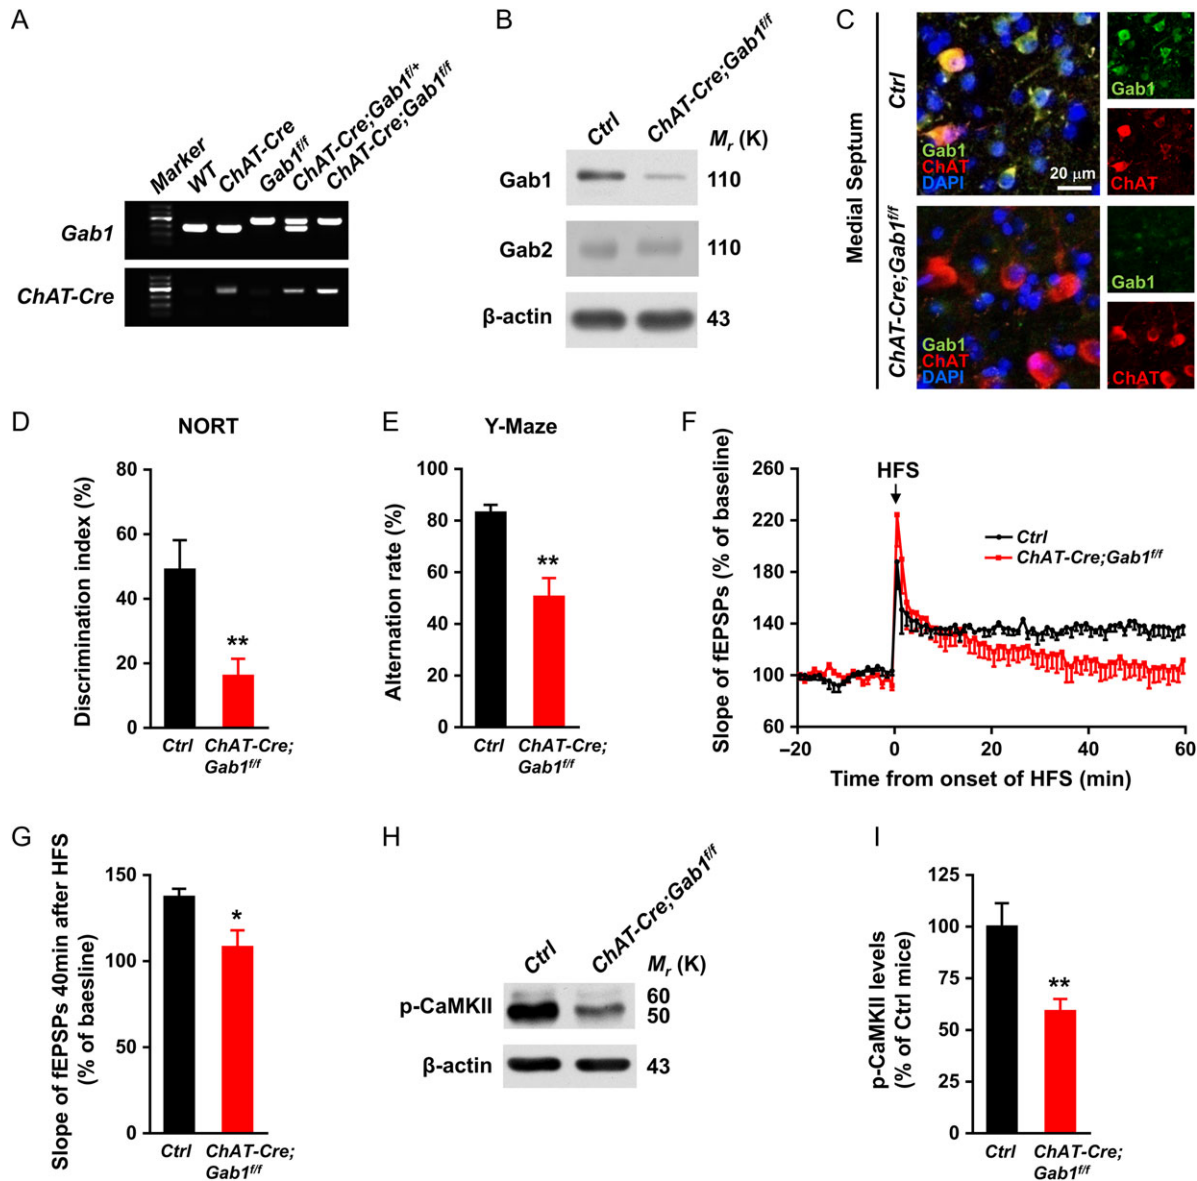 A
Marker
WT
ChAT-Cre
Gab1f/f
ChAT-Cre;Gab1f/+
ChAT-Cre;Gab1f/f
Gab1
ChAT-Cre
B
Ctrl
ChAT-Cre;Gab1f/f
Mr (K)
Gab1
110
Gab2
110
β-actin
43
C
Medial Septum
Ctrl
Gab1
ChAT
DAPI
20 μm
Gab1
ChAT
ChAT-Cre;Gab1f/f
Gab1
ChAT
DAPI
Gab1
ChAT
D
NORT
Discrimination index (%)
80
60
40
20
0
**
Ctrl
ChAT-Cre;
Gab1f/f
E
Y-Maze
Alternation rate (%)
100
80
60
40
20
0
**
Ctrl
ChAT-Cre;
Gab1f/f
F
Slope of fEPSPs (% of baseline)
260
220
180
140
100
60
HFS
Ctrl
ChAT-Cre;Gab1f/f
–20
0
20
40
60
Time from onset of HFS (min)
G
Slope of fEPSPs 40min after HFS
(% of baesline)
150
100
50
0
*
Ctrl
ChAT-Cre;
Gab1f/f
H
Ctrl
ChAT-Cre;Gab1f/f
Mr (K)
p-CaMKII
60
50
β-actin
43
I
p-CaMKII levels
(% of Ctrl mice)
125
100
75
50
25
0
**
Ctrl
ChAT-Cre;
Gab1f/f